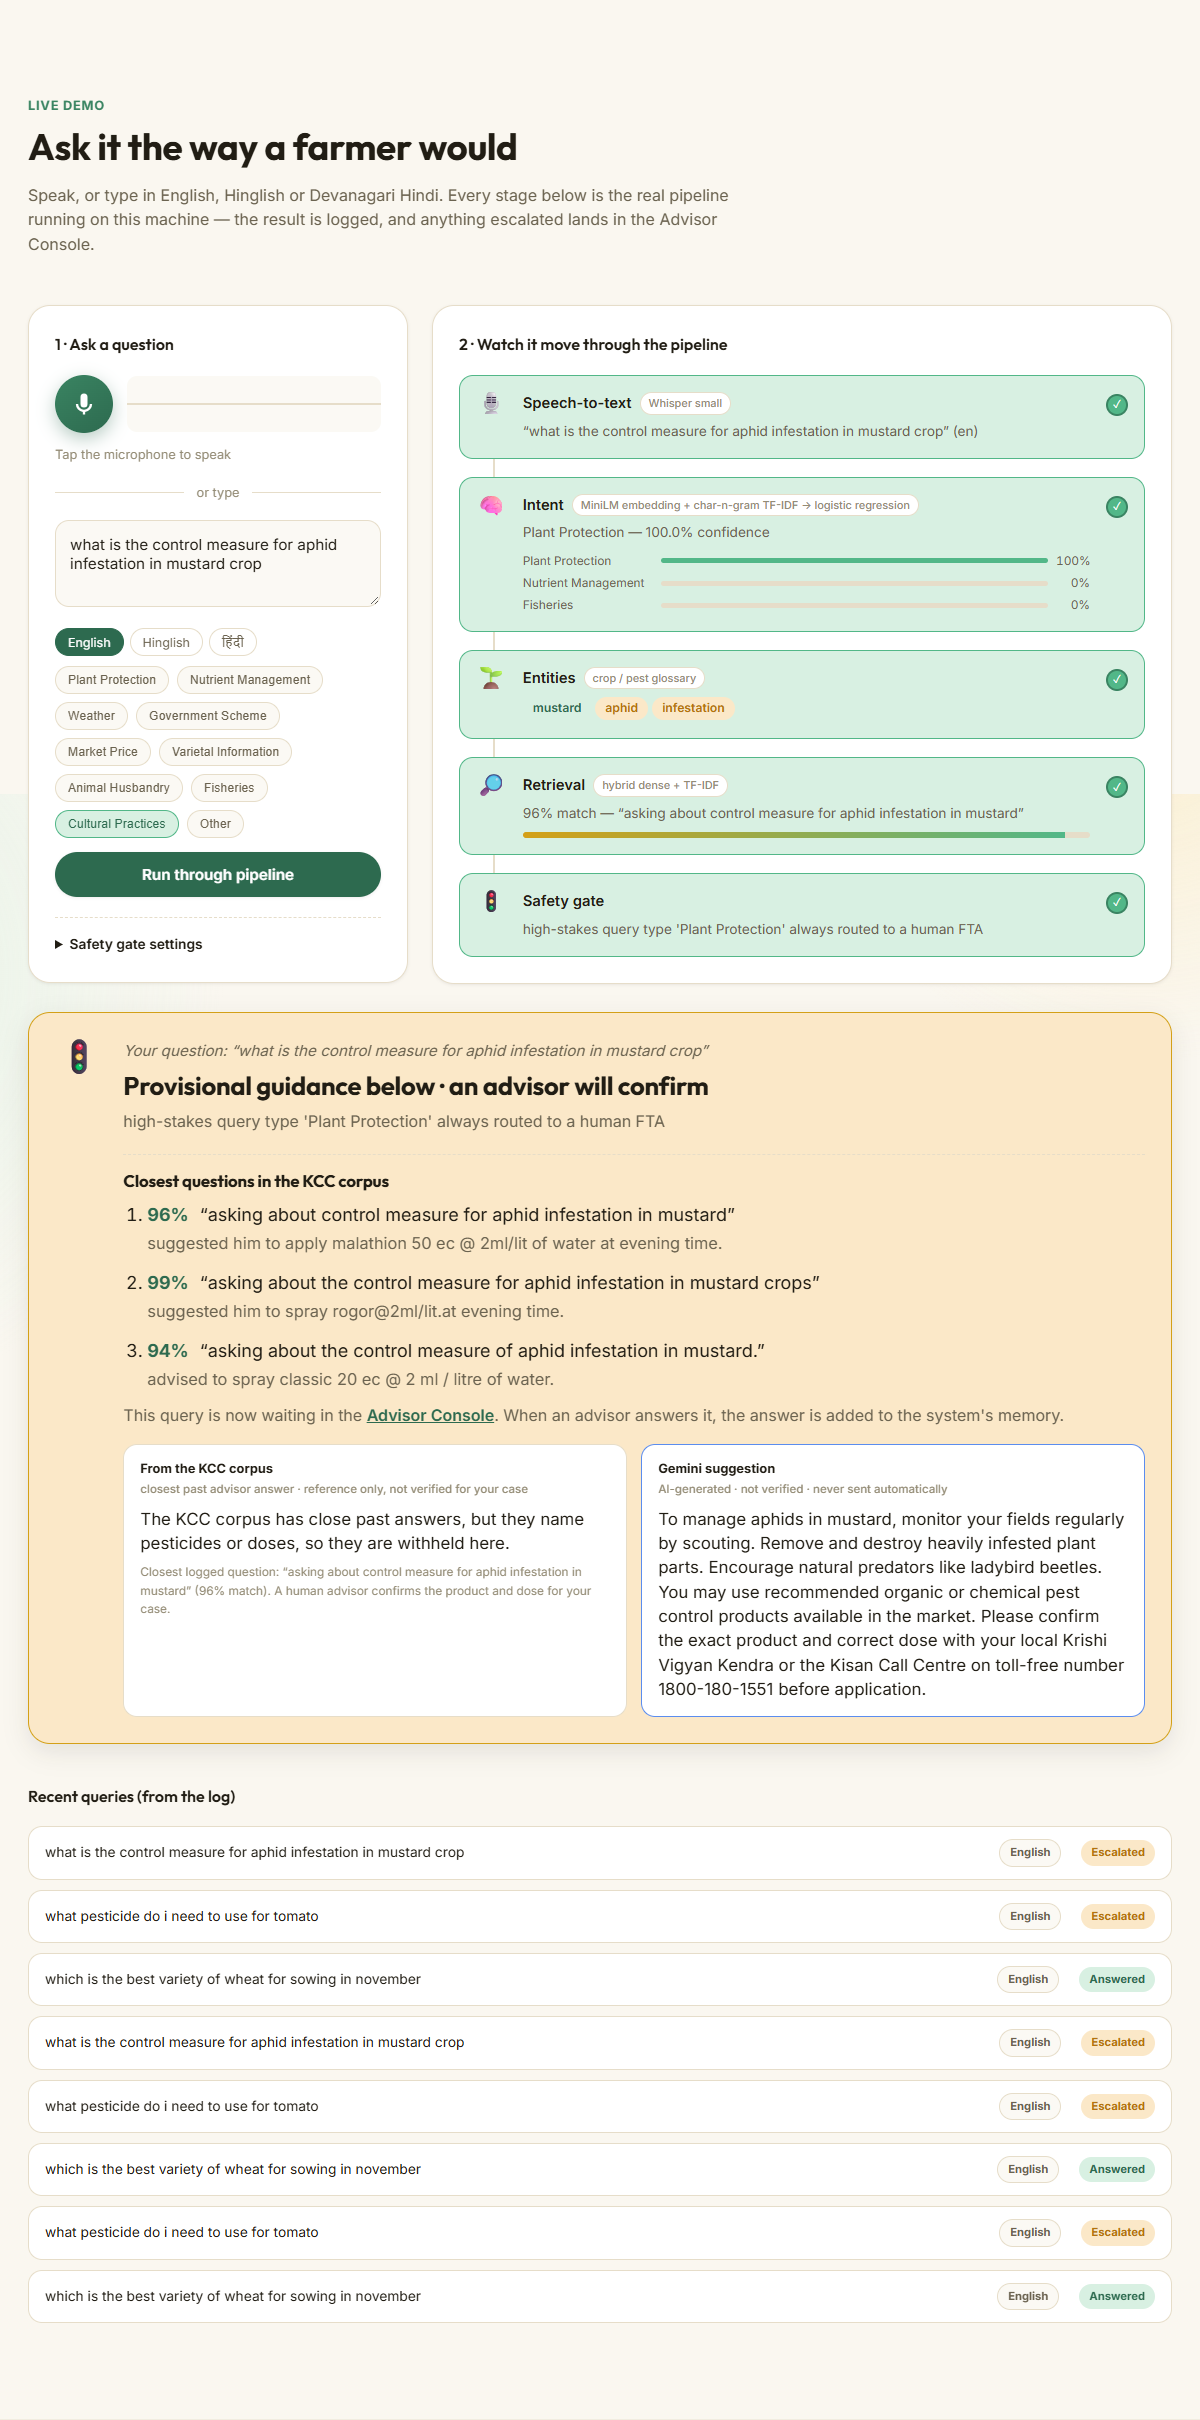 LIVE DEMO
Ask it the way a farmer would
Speak, or type in English, Hinglish or Devanagari Hindi. Every stage below is the real pipeline
running on this machine — the result is logged, and anything escalated lands in the Advisor
Console.
1 · Ask a question
Tap the microphone to speak
or type
what is the control measure for aphid
infestation in mustard crop
English Hinglish हिंदी
Plant Protection Nutrient Management
Weather Government Scheme
Market Price Varietal Information
Animal Husbandry Fisheries
Cultural Practices Other
Run through pipeline
▶ Safety gate settings
2 · Watch it move through the pipeline
Speech-to-text Whisper small
“what is the control measure for aphid infestation in mustard crop” (en)
Intent MiniLM embedding + char-n-gram TF-IDF → logistic regression
Plant Protection — 100.0% confidence
Plant Protection 100%
Nutrient Management 0%
Fisheries 0%
Entities crop / pest glossary
mustard aphid infestation
Retrieval hybrid dense + TF-IDF
96% match — “asking about control measure for aphid infestation in mustard”
Safety gate
high-stakes query type 'Plant Protection' always routed to a human FTA
Your question: “what is the control measure for aphid infestation in mustard crop”
Provisional guidance below · an advisor will confirm
high-stakes query type 'Plant Protection' always routed to a human FTA
Closest questions in the KCC corpus
1. 96% “asking about control measure for aphid infestation in mustard”
suggested him to apply malathion 50 ec @ 2ml/lit of water at evening time.
2. 99% “asking about the control measure for aphid infestation in mustard crops”
suggested him to spray rogor@2ml/lit.at evening time.
3. 94% “asking about the control measure of aphid infestation in mustard.”
advised to spray classic 20 ec @ 2 ml / litre of water.
This query is now waiting in the Advisor Console. When an advisor answers it, the answer is added to the system's memory.
From the KCC corpus
closest past advisor answer · reference only, not verified for your case
The KCC corpus has close past answers, but they name
pesticides or doses, so they are withheld here.
Closest logged question: “asking about control measure for aphid infestation in
mustard” (96% match). A human advisor confirms the product and dose for your
case.
Gemini suggestion
AI-generated · not verified · never sent automatically
To manage aphids in mustard, monitor your fields regularly
by scouting. Remove and destroy heavily infested plant
parts. Encourage natural predators like ladybird beetles.
You may use recommended organic or chemical pest
control products available in the market. Please confirm
the exact product and correct dose with your local Krishi
Vigyan Kendra or the Kisan Call Centre on toll-free number
1800-180-1551 before application.
Recent queries (from the log)
what is the control measure for aphid infestation in mustard crop English Escalated
what pesticide do i need to use for tomato English Escalated
which is the best variety of wheat for sowing in november English Answered
what is the control measure for aphid infestation in mustard crop English Escalated
what pesticide do i need to use for tomato English Escalated
which is the best variety of wheat for sowing in november English Answered
what pesticide do i need to use for tomato English Escalated
which is the best variety of wheat for sowing in november English Answered